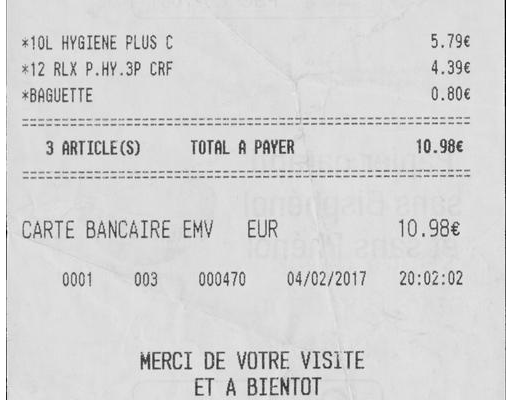 *10L HYGIENE PLUS C 5.79€
*12 RLX P.HY.3P CRF 4.39€
*BAGUETTE 0.80€
3 ARTICLE(S) TOTAL A PAYER 10.98€
CARTE BANCAIRE EMV EUR 10.98€
0001 003 000470 04/02/2017 20:02:02
MERCI DE VOTRE VISITE
ET A BIENTOT